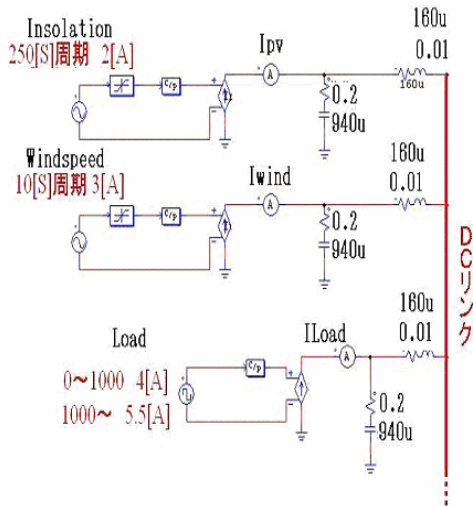 Insolation
250[S]周期 2[A]
C/p
Ipv
A
0.2
940u
160u
0.01
160u
Windspeed
10[S]周期 3[A]
C/p
Iwind
A
0.2
940u
160u
0.01
DCリンク
Load
0～1000 4[A]
1000～ 5.5[A]
C/p
ILoad
A
0.2
940u
160u
0.01